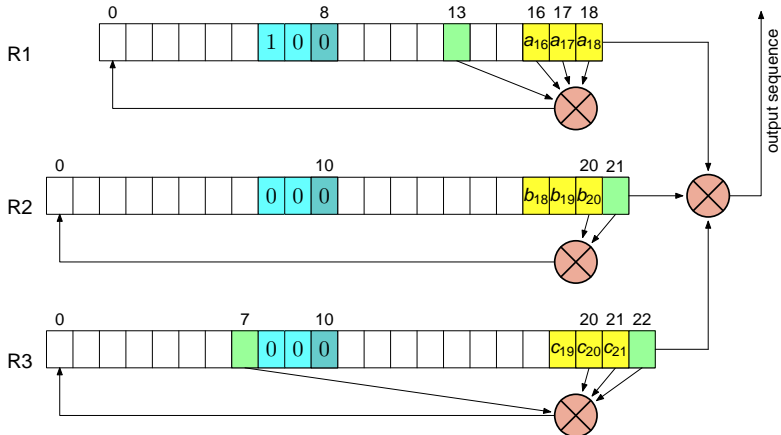 0 8 13 16 17 18
R1 1 0 0 a16 a17 a18
0 10 20 21
R2 0 0 0 b18 b19 b20
0 7 10 20 21 22
R3 0 0 0 c19 c20 c21
output sequence